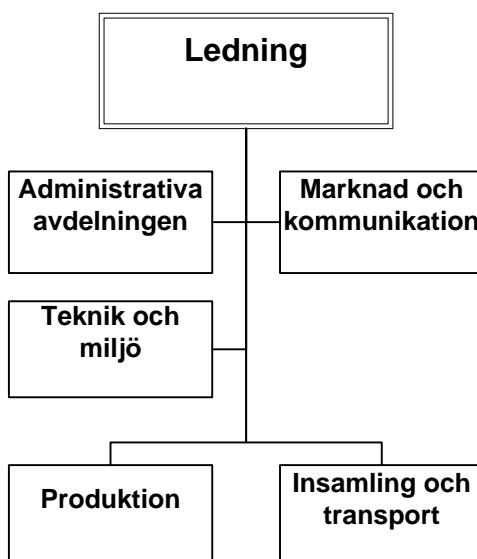 Ledning
Administrativa
avdelningen
Marknad och
kommunikation
Teknik och
miljö
Produktion
Insamling och
transport